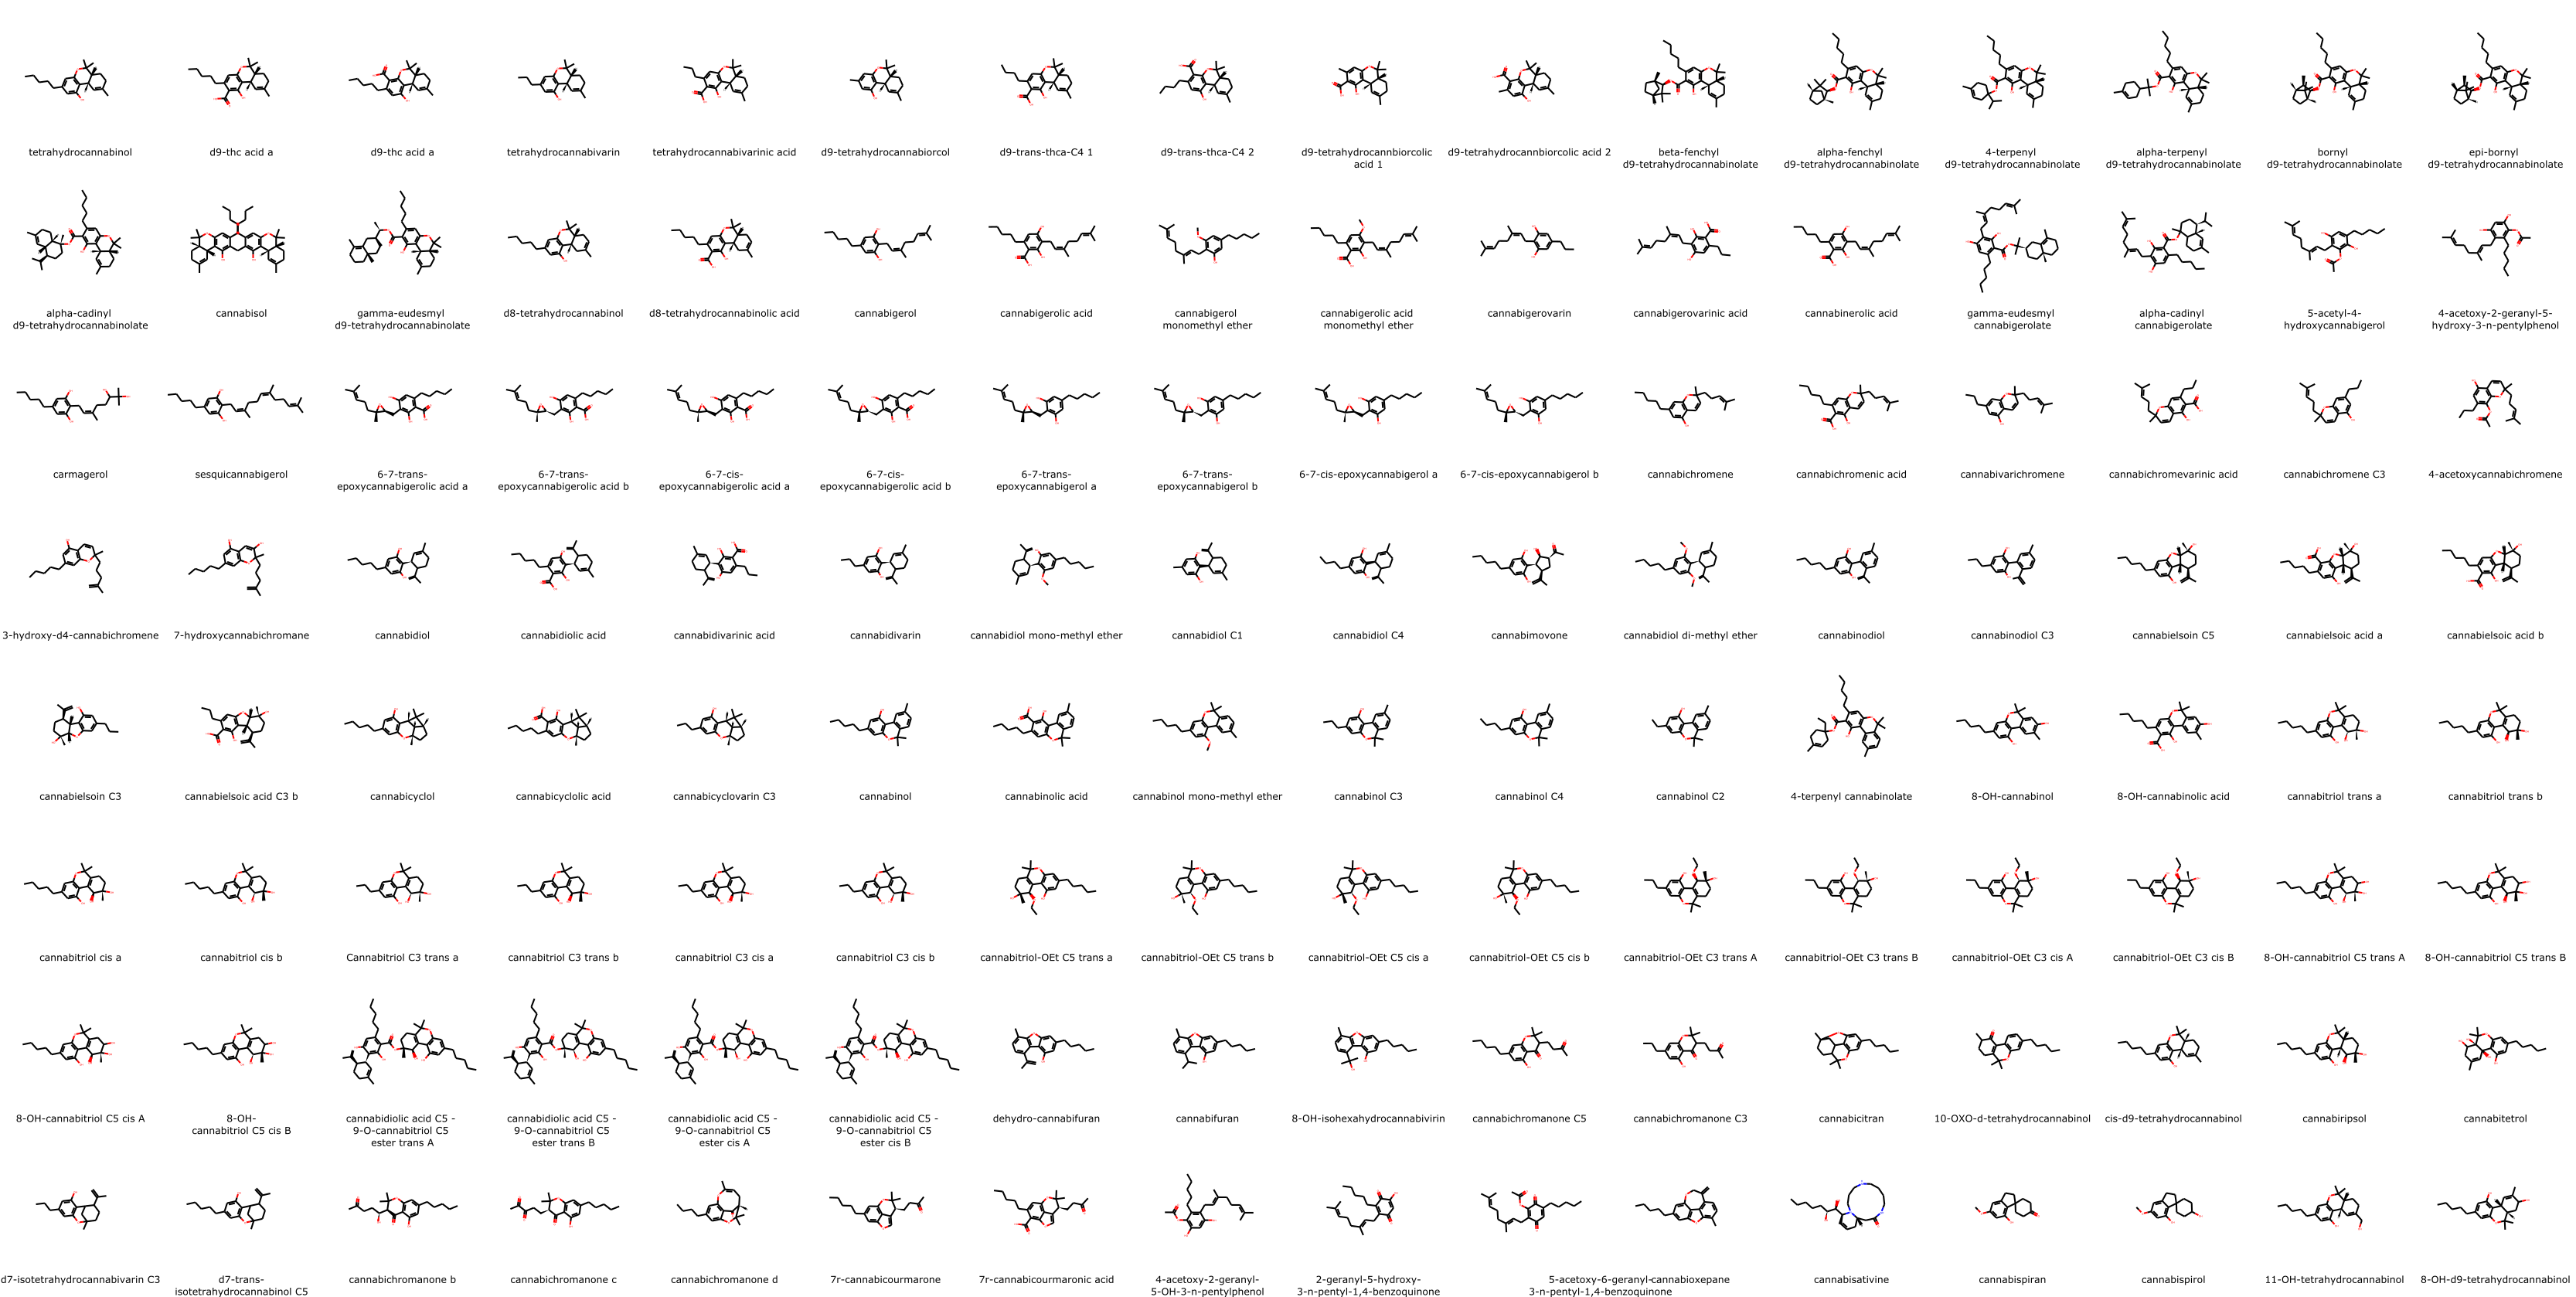 tetrahydrocannabinol
d9-thc acid a
d9-thc acid a
tetrahydrocannabivarin
tetrahydrocannabivarinic acid
d9-tetrahydrocannabiorcol
d9-trans-thca-C4 1
d9-trans-thca-C4 2
d9-tetrahydrocannbiorcolic
acid 1
d9-tetrahydrocannbiorcolic acid 2
beta-fenchyl
d9-tetrahydrocannabinolate
alpha-fenchyl
d9-tetrahydrocannabinolate
4-terpenyl
d9-tetrahydrocannabinolate
alpha-terpenyl
d9-tetrahydrocannabinolate
bornyl
d9-tetrahydrocannabinolate
epi-bornyl
d9-tetrahydrocannabinolate
alpha-cadinyl
d9-tetrahydrocannabinolate
cannabisol
gamma-eudesmyl
d9-tetrahydrocannabinolate
d8-tetrahydrocannabinol
d8-tetrahydrocannabinolic acid
cannabigerol
cannabigerolic acid
cannabigerol
monomethyl ether
cannabigerolic acid
monomethyl ether
cannabigerovarin
cannabigerovarinic acid
cannabinerolic acid
gamma-eudesmyl
cannabigerolate
alpha-cadinyl
cannabigerolate
5-acetyl-4-
hydroxycannabigerol
4-acetoxy-2-geranyl-5-
hydroxy-3-n-pentylphenol
carmagerol
sesquicannabigerol
6-7-trans-
epoxycannabigerolic acid a
6-7-trans-
epoxycannabigerolic acid b
6-7-cis-
epoxycannabigerolic acid a
6-7-cis-
epoxycannabigerolic acid b
6-7-trans-
epoxycannabigerol a
6-7-trans-
epoxycannabigerol b
6-7-cis-epoxycannabigerol a
6-7-cis-epoxycannabigerol b
cannabichromene
cannabichromenic acid
cannabivarichromene
cannabichromevarinic acid
cannabichromene C3
4-acetoxycannabichromene
3-hydroxy-d4-cannabichromene
7-hydroxycannabichromane
cannabidiol
cannabidiolic acid
cannabidivarinic acid
cannabidivarin
cannabidiol mono-methyl ether
cannabidiol C1
cannabidiol C4
cannabimovone
cannabidiol di-methyl ether
cannabinodiol
cannabinodiol C3
cannabielsoin C5
cannabielsoic acid a
cannabielsoic acid b
cannabielsoin C3
cannabielsoic acid C3 b
cannabicyclol
cannabicyclolic acid
cannabicyclovarin C3
cannabinol
cannabinolic acid
cannabinol mono-methyl ether
cannabinol C3
cannabinol C4
cannabinol C2
4-terpenyl cannabinolate
8-OH-cannabinol
8-OH-cannabinolic acid
cannabitriol trans a
cannabitriol trans b
cannabitriol cis a
cannabitriol cis b
Cannabitriol C3 trans a
cannabitriol C3 trans b
cannabitriol C3 cis a
cannabitriol C3 cis b
cannabitriol-OEt C5 trans a
cannabitriol-OEt C5 trans b
cannabitriol-OEt C5 cis a
cannabitriol-OEt C5 cis b
cannabitriol-OEt C3 trans A
cannabitriol-OEt C3 trans B
cannabitriol-OEt C3 cis A
cannabitriol-OEt C3 cis B
8-OH-cannabitriol C5 trans A
8-OH-cannabitriol C5 trans B
8-OH-cannabitriol C5 cis A
8-OH-
cannabitriol C5 cis B
cannabidiolic acid C5 -
9-O-cannabitriol C5
ester trans A
cannabidiolic acid C5 -
9-O-cannabitriol C5
ester trans B
cannabidiolic acid C5 -
9-O-cannabitriol C5
ester cis A
cannabidiolic acid C5 -
9-O-cannabitriol C5
ester cis B
dehydro-cannabifuran
cannabifuran
8-OH-isohexahydrocannabivirin
cannabichromanone C5
cannabichromanone C3
cannabicitran
10-OXO-d-tetrahydrocannabinol
cis-d9-tetrahydrocannabinol
cannabiripsol
cannabitetrol
d7-isotetrahydrocannabivarin C3
d7-trans-
isotetrahydrocannabinol C5
cannabichromanone b
cannabichromanone c
cannabichromanone d
7r-cannabicourmarone
7r-cannabicourmaronic acid
4-acetoxy-2-geranyl-
5-OH-3-n-pentylphenol
2-geranyl-5-hydroxy-
3-n-pentyl-1,4-benzoquinone
5-acetoxy-6-geranyl-
3-n-pentyl-1,4-benzoquinone
cannabioxepane
cannabisativine
cannabispiran
cannabispirol
11-OH-tetrahydrocannabinol
8-OH-d9-tetrahydrocannabinol